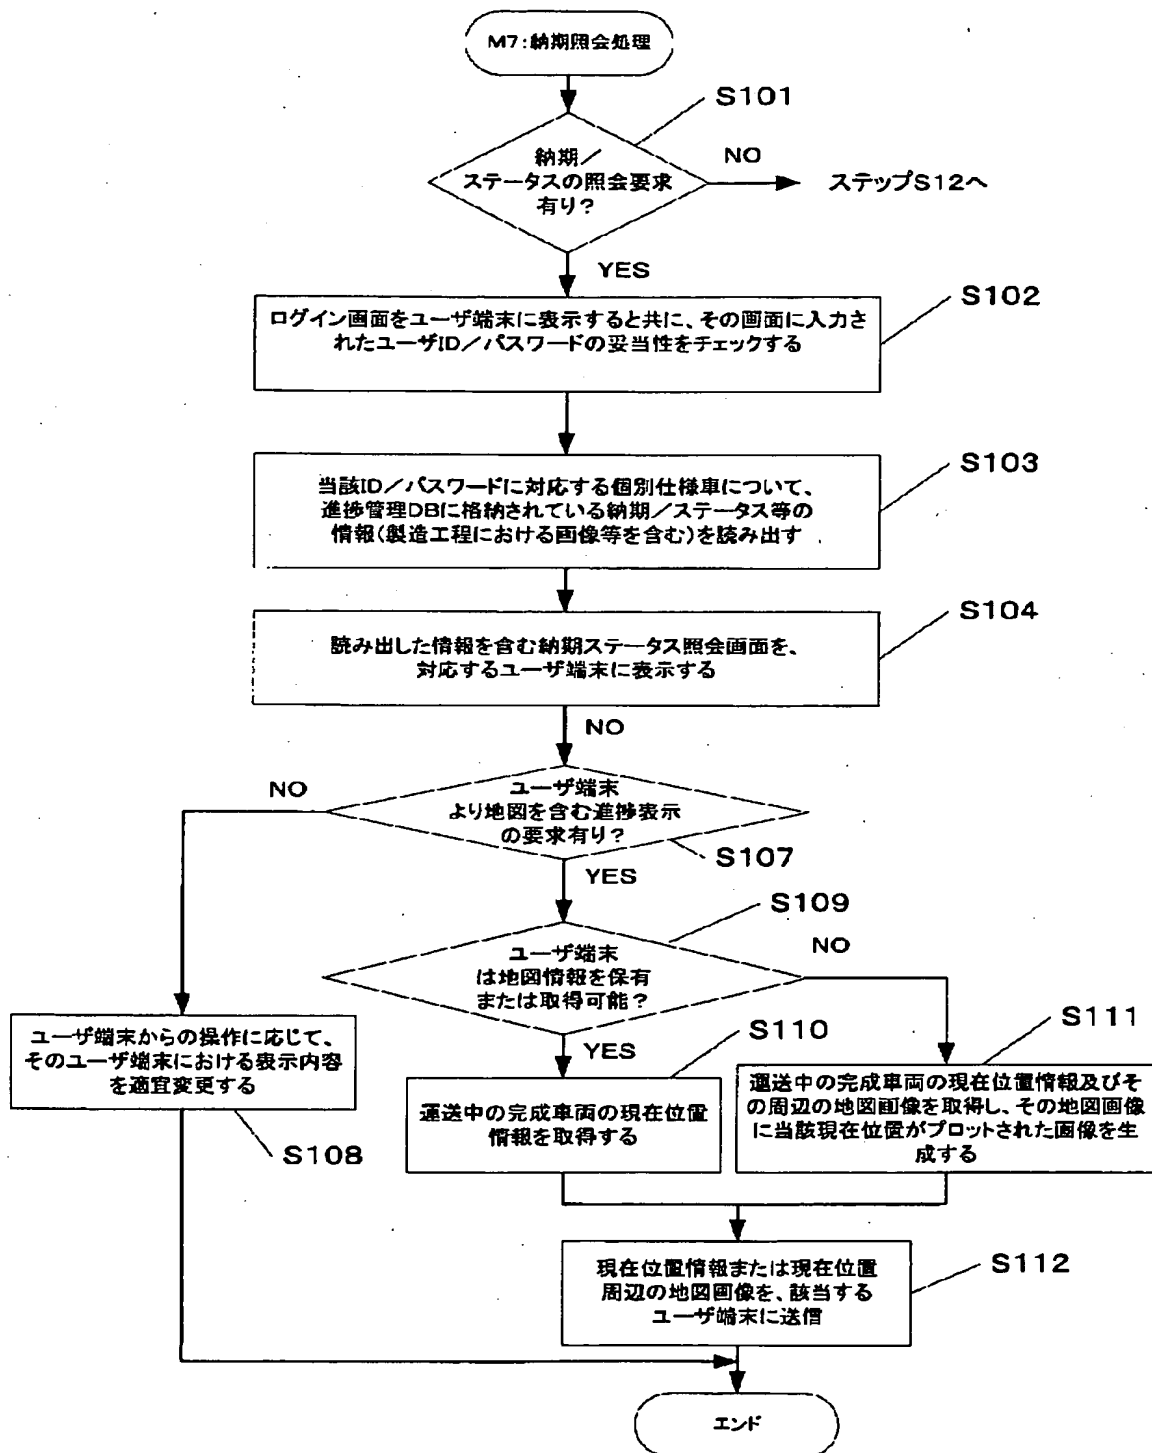 M7:納期照会処理
S101
納期／
ステータスの照会要求
有り?
NO
ステップS12へ
YES
S102
ログイン画面をユーザ端末に表示すると共に、その画面に入力さ
れたユーザID／パスワードの妥当性をチェックする
S103
当該ID／パスワードに対応する個別仕様車について、
進捗管理DBに格納されている納期／ステータス等の
情報(製造工程における画像等を含む)を読み出す
S104
読み出した情報を含む納期ステータス照会画面を、
対応するユーザ端末に表示する
NO
NO
ユーザ端末
より地図を含む進捗表示
の要求有り?
S107
YES
S109
ユーザ端末
は地図情報を保有
または取得可能?
NO
YES
S110
S111
ユーザ端末からの操作に応じて、
そのユーザ端末における表示内容
を適宜変更する
S108
運送中の完成車両の現在位置
情報を取得する
運送中の完成車両の現在位置情報及びそ
の周辺の地図画像を取得し、その地図画像
に当該現在位置がプロットされた画像を生
成する
S112
現在位置情報または現在位置
周辺の地図画像を、該当する
ユーザ端末に送信
エンド